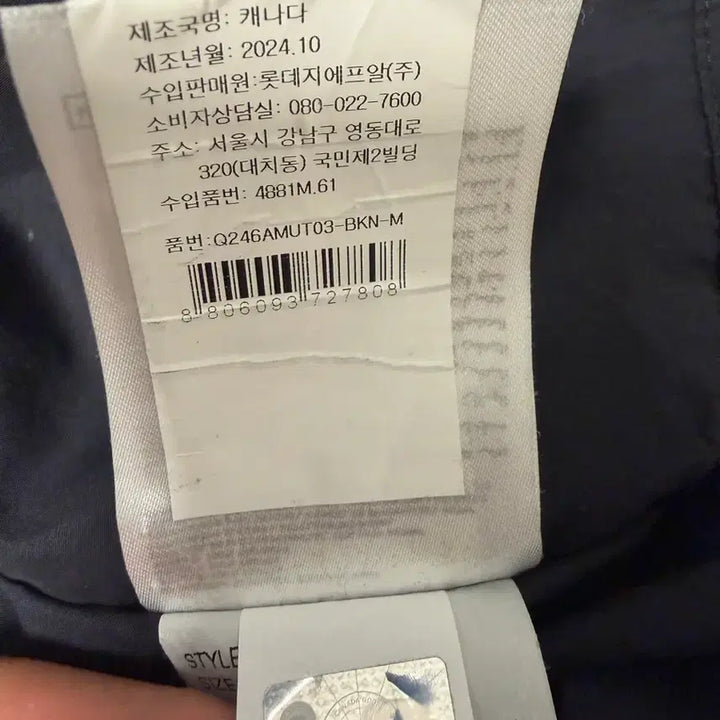 제조국명: 캐나다
제조년월: 2024.10
수입판매원:롯데지에프알(주)
소비자상담실: 080-022-7600
주소: 서울시 강남구 영동대로
320(대치동) 국민제2빌딩
수입품번: 4881M.61
품번:Q246AMUT03-BKN-M
8 806093 727808
STYLE
SIZE